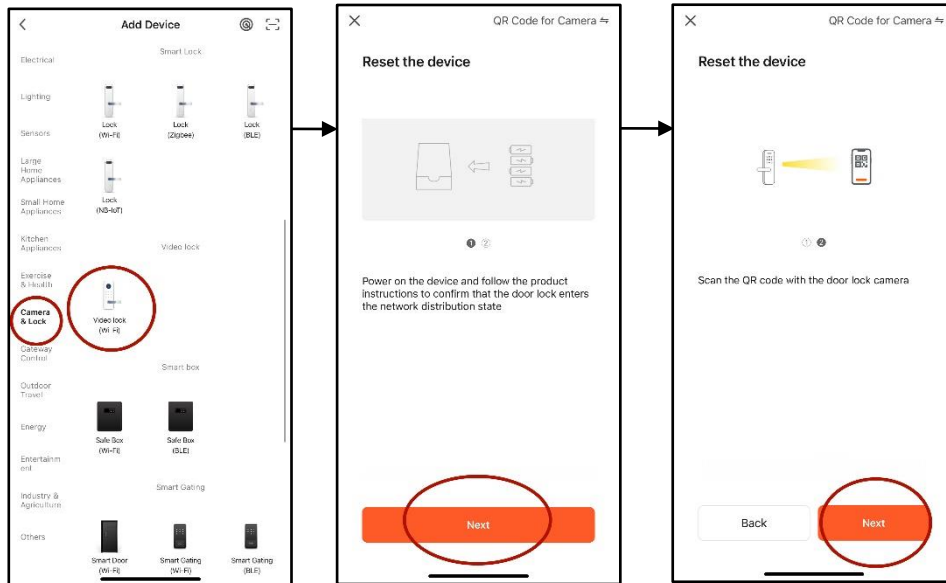 Add Device
Electrical
Lighting
Sensors
Large
Home
Appliances
Small Home
Appliances
Kitchen
Appliances
Exercise
& Health
Camera
& Lock
Gateway
Control
Outdoor
Travel
Energy
Entertainm
ent
Industry &
Agriculture
Others
Smart Lock
Lock
(Wi-Fi)
Lock
(Zigbee)
Lock
(BLE)
Lock
(NB-IoT)
Video lock
Video lock
(Wi-Fi)
Smart box
Safe Box
(Wi-Fi)
Safe Box
(BLE)
Smart Gating
Smart Door
(Wi-Fi)
Smart Gating
(Wi-Fi)
Smart Gating
(BLE)
QR Code for Camera
Reset the device
1 2
Power on the device and follow the product
instructions to confirm that the door lock enters
the network distribution state
Next
QR Code for Camera
Reset the device
1 2
Scan the QR code with the door lock camera
Back
Next